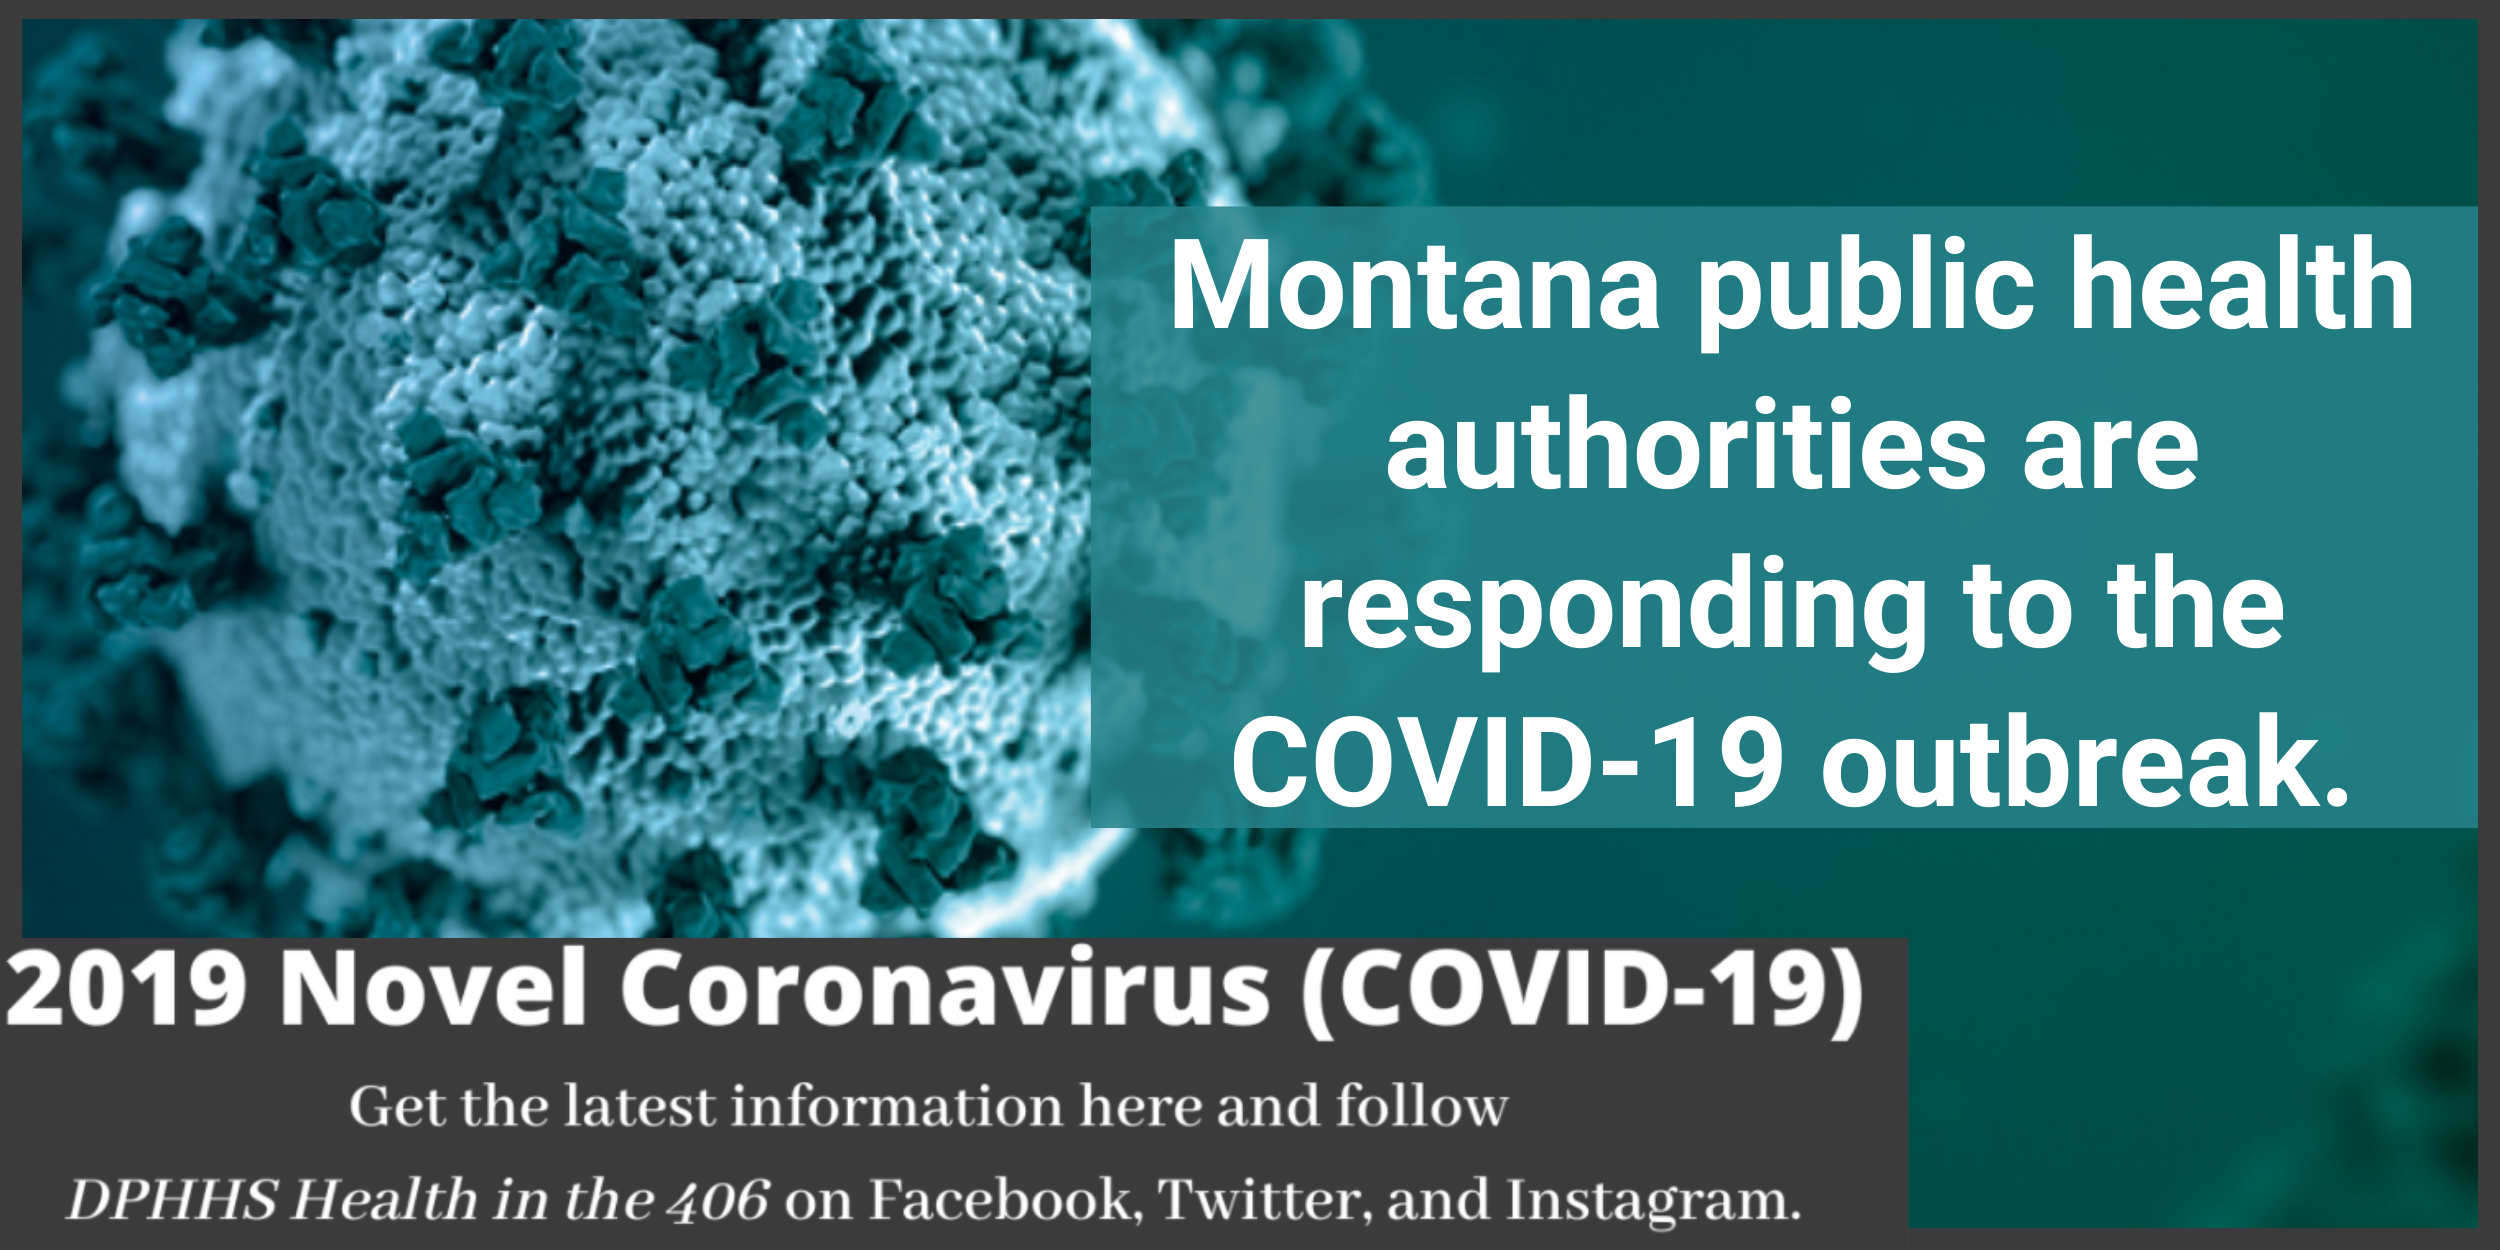 Montana public health
authorities are
responding to the
COVID-19 outbreak.
2019 Novel Coronavirus (COVID-19)
Get the latest information here and follow
DPHHS Health in the 406 on Facebook, Twitter, and Instagram.